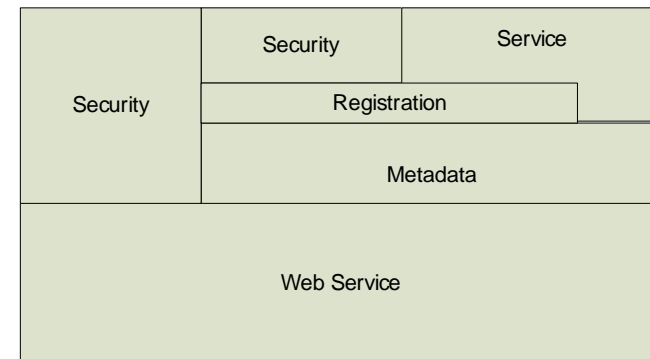 Security
Service
Security
Registration
Metadata
Web Service